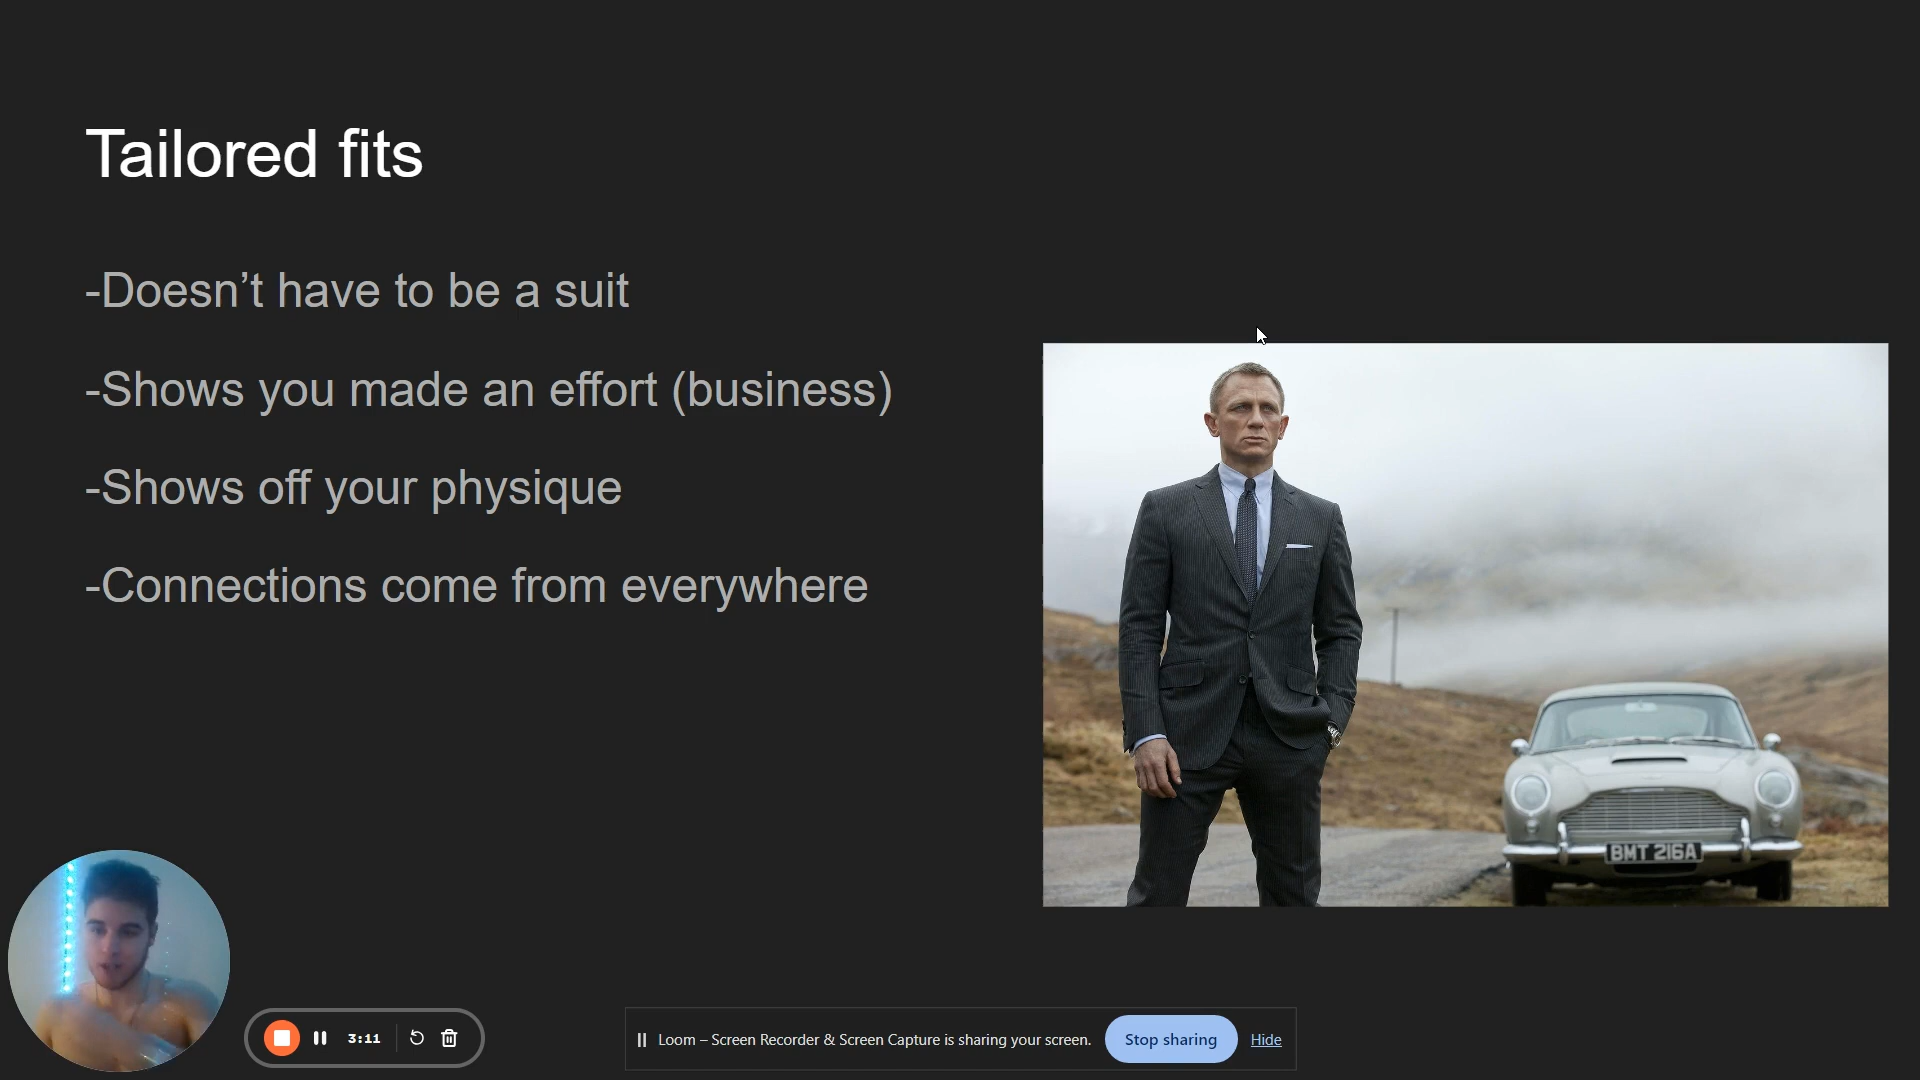 Tailored fits
-Doesn’t have to be a suit
-Shows you made an effort (business)
-Shows off your physique
-Connections come from everywhere
BMT 216A
3:11
Loom – Screen Recorder & Screen Capture is sharing your screen.
Stop sharing
Hide